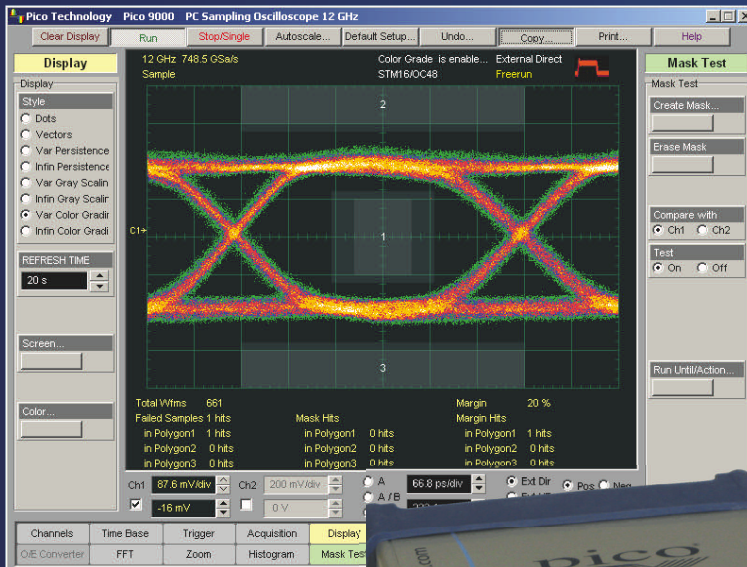 Pico Technology Pico 9000 PC Sampling Oscilloscope 12 GHz
Clear Display Run Stop/Single Autoscale... Default Setup... Undo... Copy... Print... Help
Display
Display
Style
Dots
Vectors
Var Persistence
Infin Persistence
Var Gray Scalin
Infin Gray Scalin
Var Color Gradi
Infin Color Gradi
REFRESH TIME
20 s
Screen...
Color...
12 GHz 748.5 GSa/s
Sample
Color Grade is enable...
STM16/OC48
External Direct
Freerun
2
C1
1
3
Total Wfms 661
Failed Samples 1 hits
in Polygon1 1 hits
in Polygon2 0 hits
in Polygon3 0 hits
Mask Hits
in Polygon1 0 hits
in Polygon2 0 hits
in Polygon3 0 hits
Margin 20 %
Margin Hits
in Polygon1 1 hits
in Polygon2 0 hits
in Polygon3 0 hits
Mask Test
Mask Test
Create Mask...
Erase Mask
Compare with
Ch1 Ch2
Test
On Off
Run Until/Action...
Ch1 87.6 mV/div Ch2 200 mV/div A 66.8 ps/div Ext Dir Pos Neg
-16 mV 0 V A / B
Channels Time Base Trigger Acquisition Display
O/E Converter FFT Zoom Histogram Mask Test
.com
pico